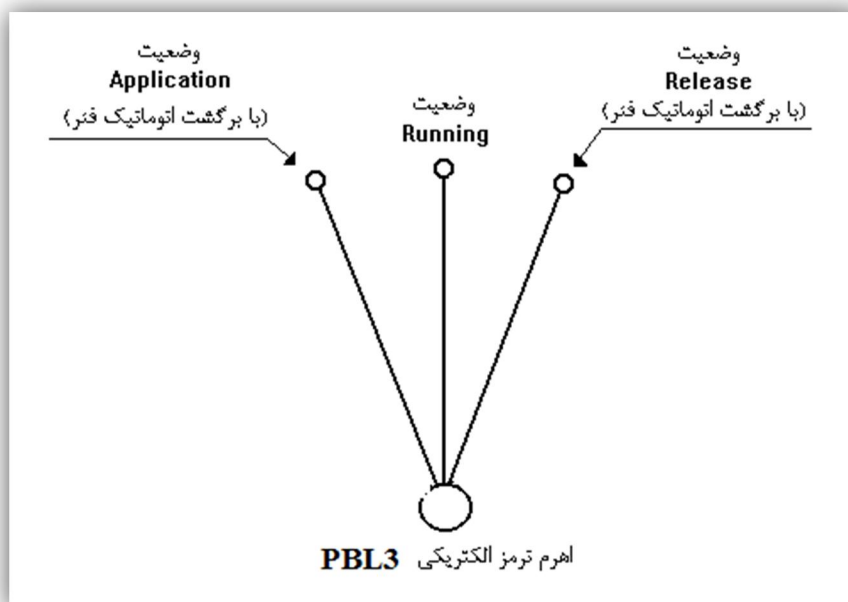 وضعیت
Release
(با برگشت اتوماتیک فنر)
وضعیت
Running
وضعیت
Application
(با برگشت اتوماتیک فنر)
اهرم ترمز الکتریکی PBL3